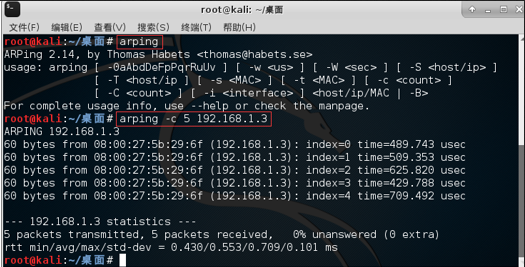 root@kali: ~/桌面
文件(F) 编辑(E) 查看(V) 搜索(S) 终端(T) 帮助(H)
root@kali:~/桌面# arping
ARPing 2.14, by Thomas Habets <thomas@habets.se>
usage: arping [ -0aAbdDeFpPqrRuUv ] [ -w <us> ] [ -W <sec> ] [ -S <host/ip> ]
[ -T <host/ip ] [ -s <MAC> ] [ -t <MAC> ] [ -c <count> ]
[ -C <count> ] [ -i <interface> ] <host/ip/MAC | -B>
For complete usage info, use --help or check the manpage.
root@kali:~/桌面# arping -c 5 192.168.1.3
ARPING 192.168.1.3
60 bytes from 08:00:27:5b:29:6f (192.168.1.3): index=0 time=489.743 usec
60 bytes from 08:00:27:5b:29:6f (192.168.1.3): index=1 time=509.353 usec
60 bytes from 08:00:27:5b:29:6f (192.168.1.3): index=2 time=625.820 usec
60 bytes from 08:00:27:5b:29:6f (192.168.1.3): index=3 time=429.788 usec
60 bytes from 08:00:27:5b:29:6f (192.168.1.3): index=4 time=709.492 usec
--- 192.168.1.3 statistics ---
5 packets transmitted, 5 packets received,   0% unanswered (0 extra)
rtt min/avg/max/std-dev = 0.430/0.553/0.709/0.101 ms
root@kali:~/桌面#